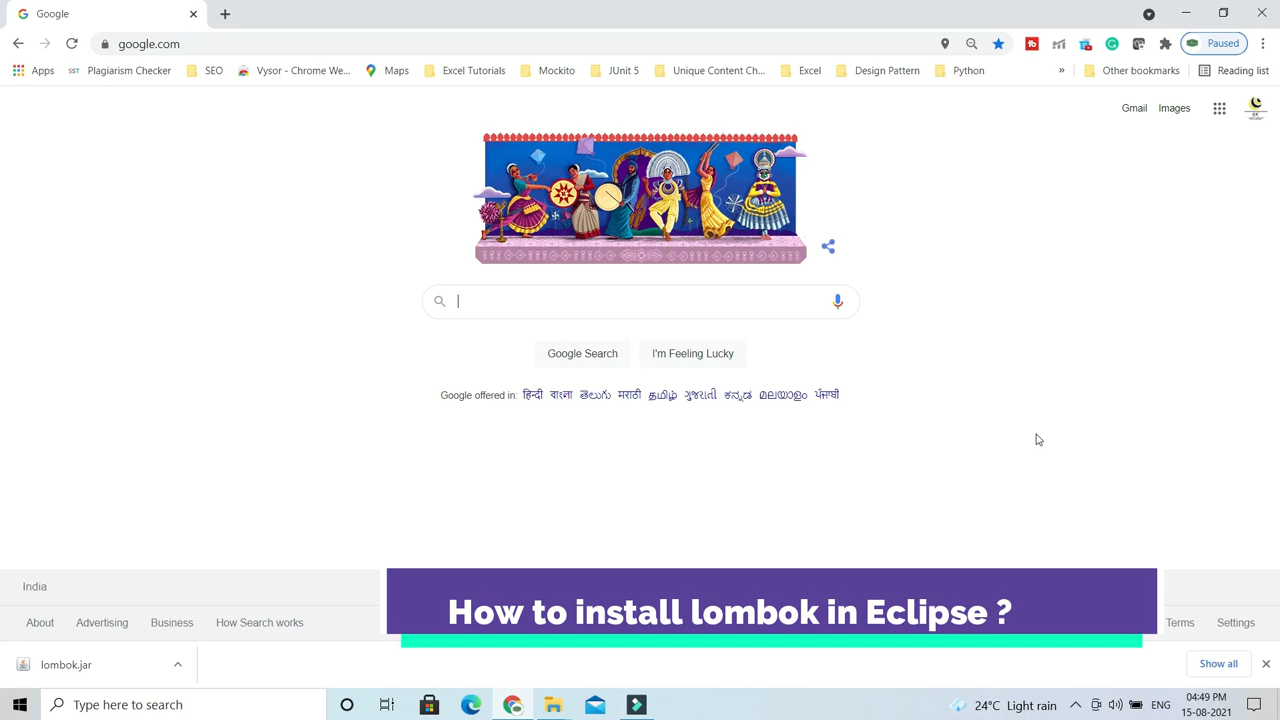 Google
google.com
Paused
Apps
SST
Plagiarism Checker
SEO
Vysor - Chrome We...
Maps
Excel Tutorials
Mockito
JUnit 5
Unique Content Ch...
Excel
Design Pattern
Python
»
Other bookmarks
Reading list
Gmail
Images
Google Search
I'm Feeling Lucky
Google offered in: हिन्दी বাংলা తెలుగు मराठी தமிழ் ગુજરાતી ಕನ್ನಡ മലയാളം ਪੰਜਾਬੀ
India
How to install lombok in Eclipse ?
About
Advertising
Business
How Search works
Terms
Settings
lombok.jar
Show all
Type here to search
24°C Light rain
ENG
04:49 PM
15-08-2021